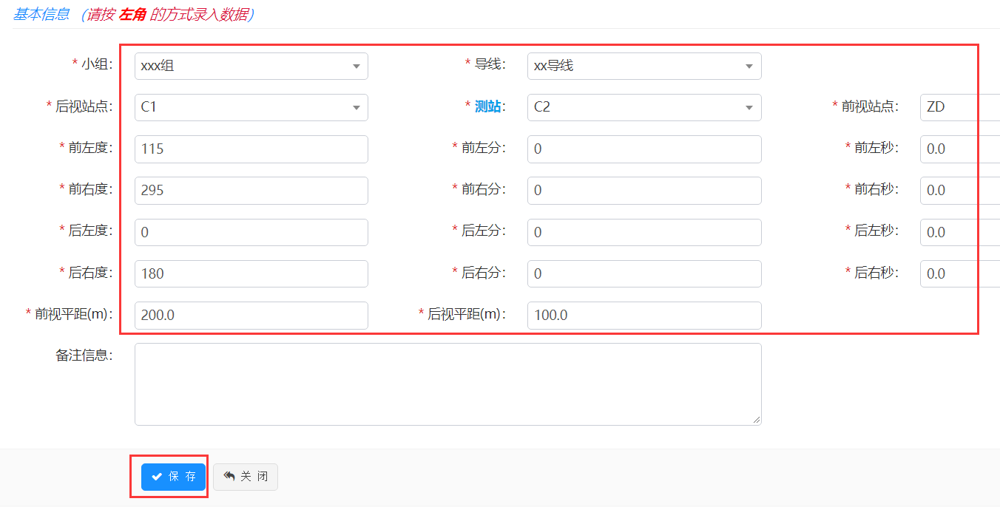 基本信息 (请按 左角 的方式录入数据)
* 小组: xxx组 * 导线: xx导线
* 后视站点: C1 * 测站: C2 * 前视站点: ZD
* 前左度: 115 * 前左分: 0 * 前左秒: 0.0
* 前右度: 295 * 前右分: 0 * 前右秒: 0.0
* 后左度: 0 * 后左分: 0 * 后左秒: 0.0
* 后右度: 180 * 后右分: 0 * 后右秒: 0.0
* 前视平距(m): 200.0 * 后视平距(m): 100.0
备注信息:
保 存 关 闭